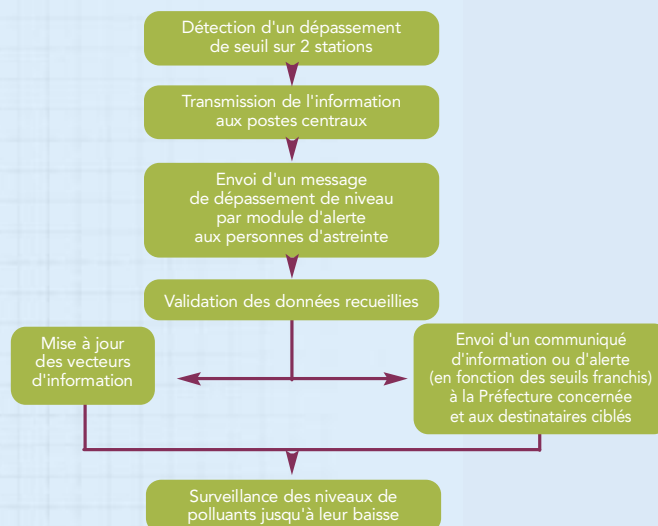 Détection d'un dépassement
de seuil sur 2 stations
Transmission de l'information
aux postes centraux
Envoi d'un message
de dépassement de niveau
par module d'alerte
aux personnes d'astreinte
Validation des données recueillies
Mise à jour
des vecteurs
d'information
Envoi d'un communiqué
d'information ou d'alerte
(en fonction des seuils franchis)
à la Préfecture concernée
et aux destinataires ciblés
Surveillance des niveaux de
polluants jusqu'à leur baisse